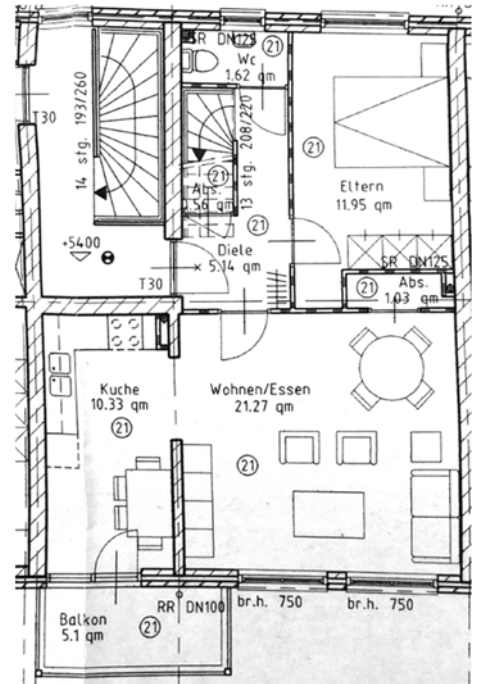 SR DN125
21
Wc
1.62 qm
14 stg. 193/260
13 stg. 208/220
T30
21
21
Abs.
0.56 qm
Eltern
11.95 qm
21
+5400
Diele
5.14 qm
SR DN125
T30
21
Abs.
1.03 qm
Kuche
10.33 qm
21
Wohnen/Essen
21.27 qm
21
RR DN100
br.h. 750
br.h. 750
Balkon
5.1 qm
21